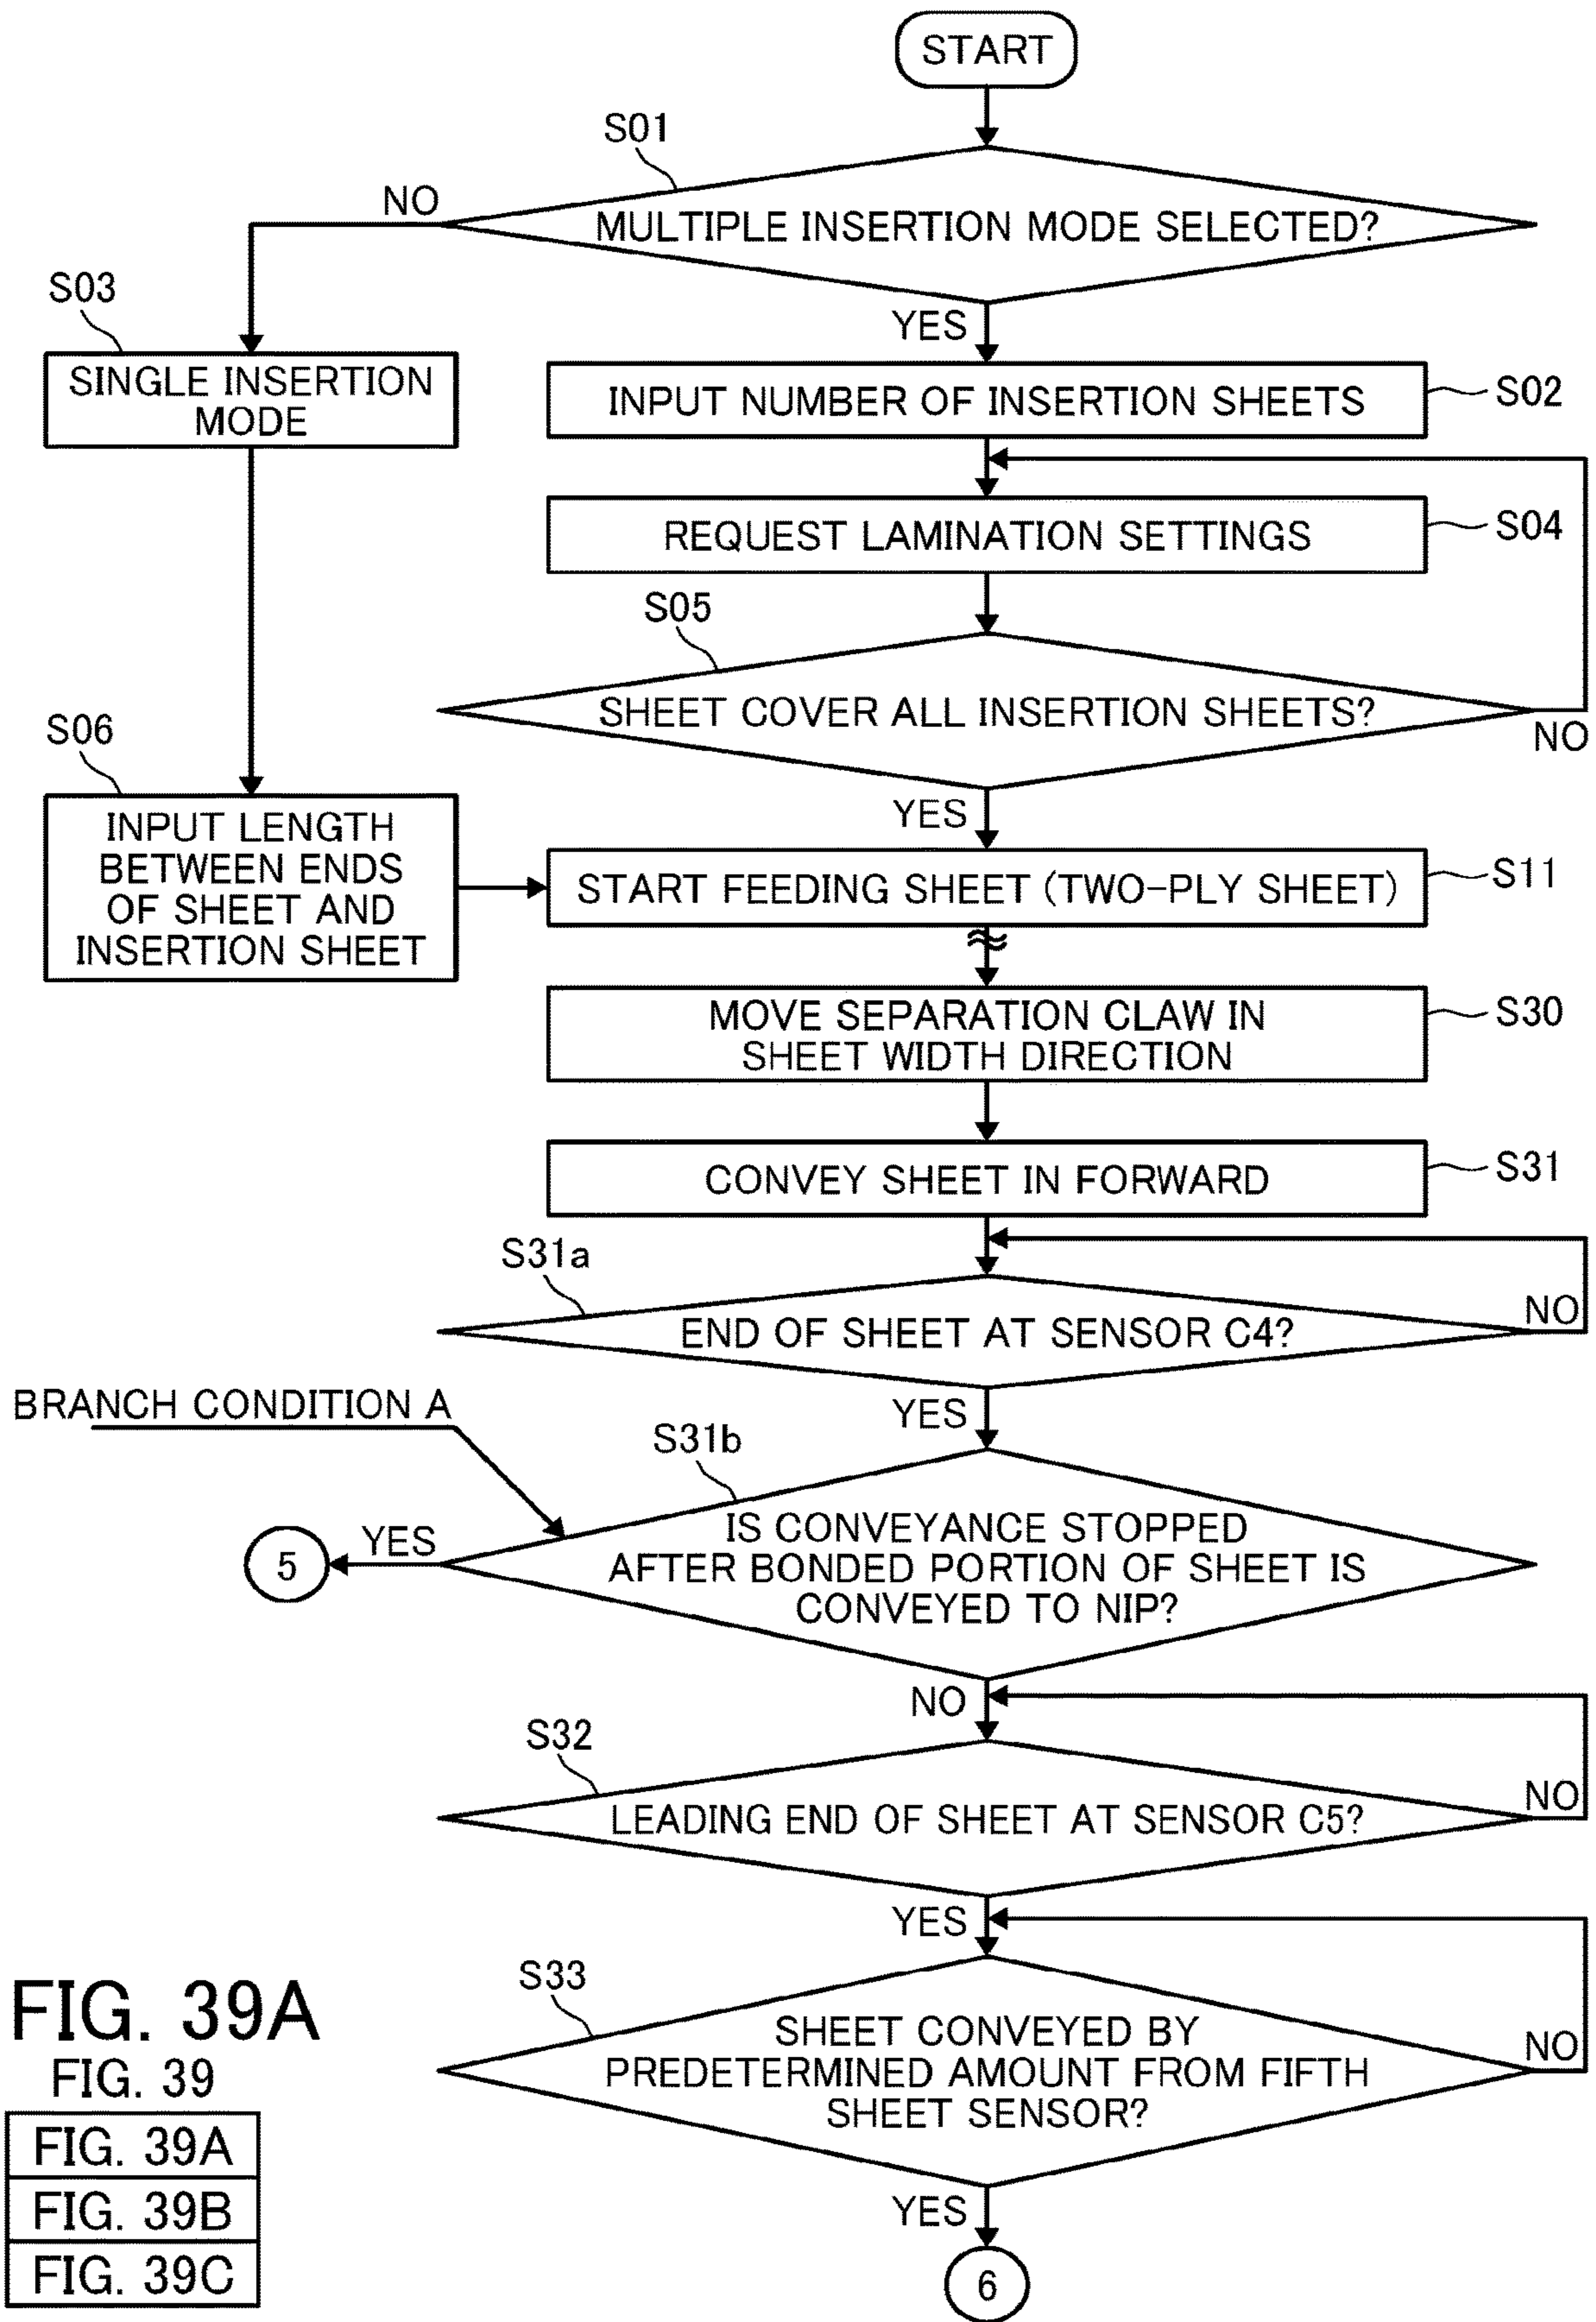 START
S01
NO
MULTIPLE INSERTION MODE SELECTED?
S03
YES
SINGLE INSERTION
MODE
INPUT NUMBER OF INSERTION SHEETS
S02
REQUEST LAMINATION SETTINGS
S04
S05
SHEET COVER ALL INSERTION SHEETS?
NO
S06
YES
INPUT LENGTH
BETWEEN ENDS
OF SHEET AND
INSERTION SHEET
START FEEDING SHEET (TWO-PLY SHEET)
S11
MOVE SEPARATION CLAW IN
SHEET WIDTH DIRECTION
S30
CONVEY SHEET IN FORWARD
S31
S31a
NO
END OF SHEET AT SENSOR C4?
BRANCH CONDITION A
YES
S31b
IS CONVEYANCE STOPPED
AFTER BONDED PORTION OF SHEET IS
CONVEYED TO NIP?
YES
5
NO
S32
NO
LEADING END OF SHEET AT SENSOR C5?
YES
S33
SHEET CONVEYED BY
PREDETERMINED AMOUNT FROM FIFTH
SHEET SENSOR?
NO
YES
6
FIG. 39A
FIG. 39
FIG. 39A
FIG. 39B
FIG. 39C